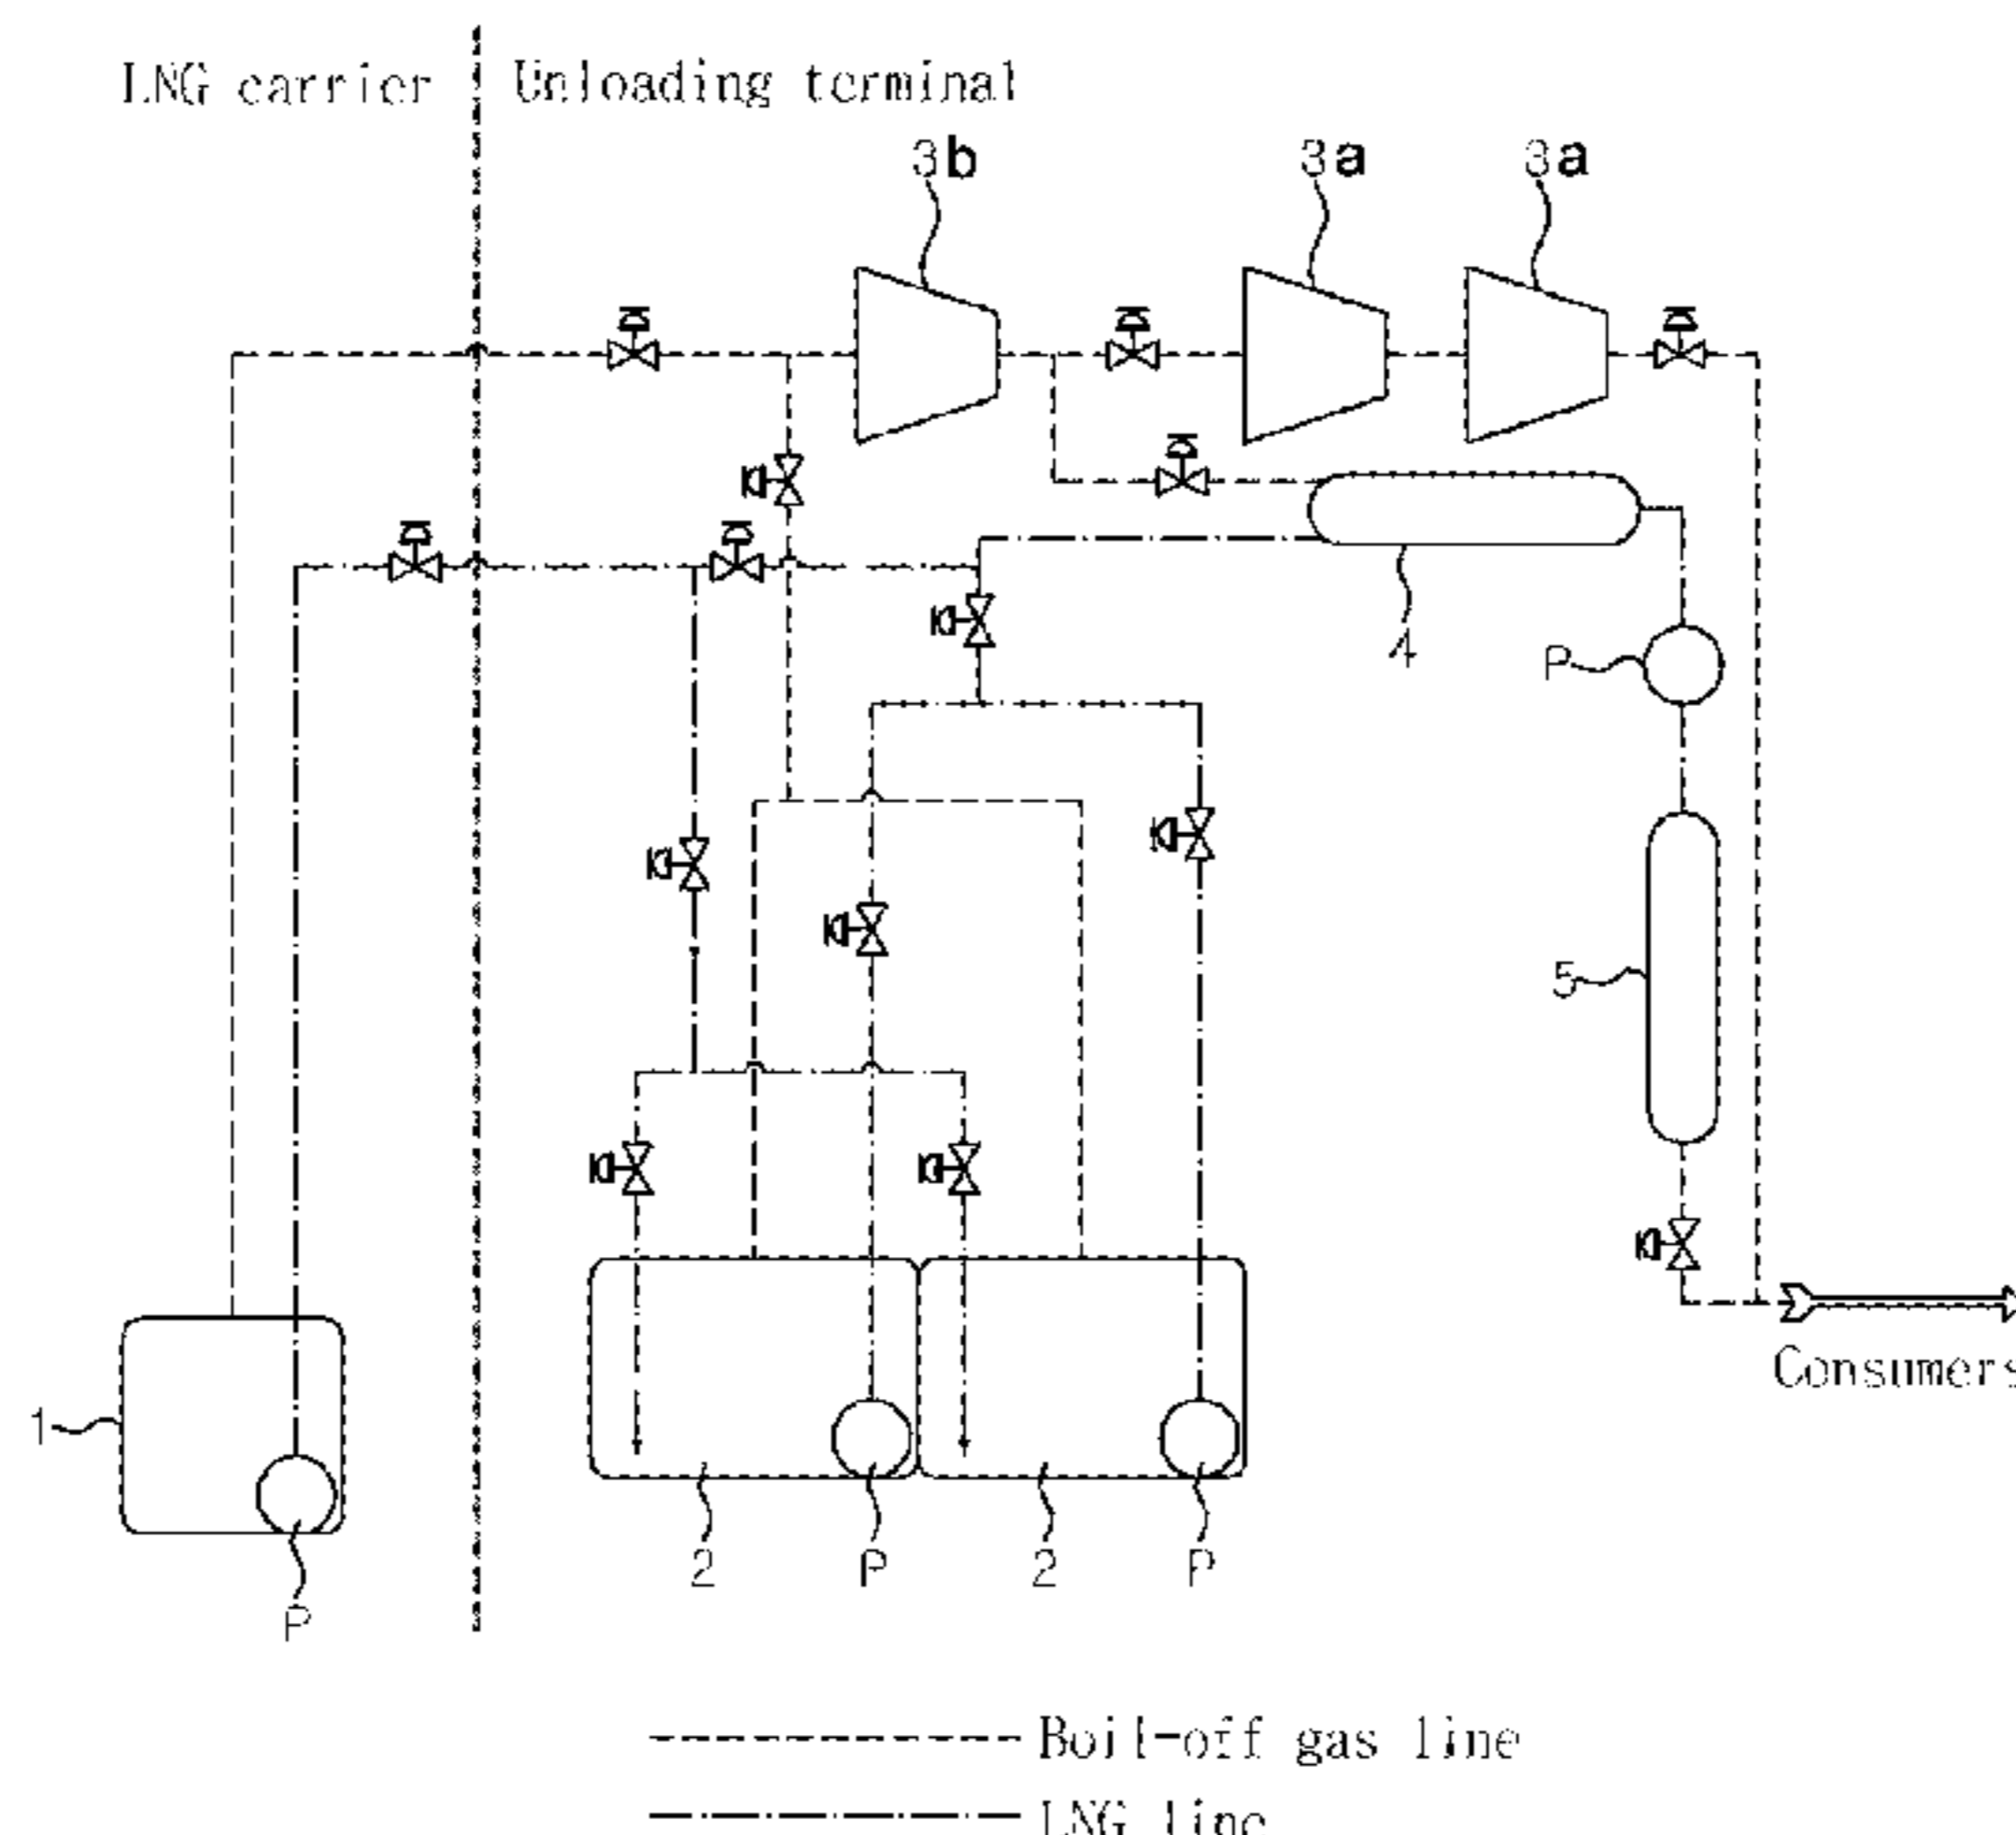 LNG carrier
Unloading terminal
3b
3a
3a
4
P
5
Consumers
1
2
P
2
P
P
Boil-off gas line
LNG line